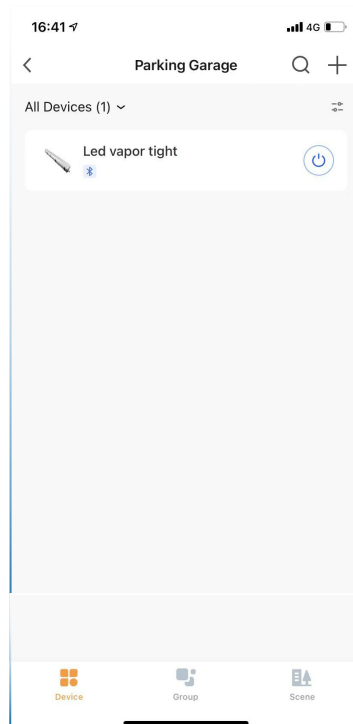 16:41
4G
Parking Garage
All Devices (1)
Led vapor tight
Device
Group
Scene